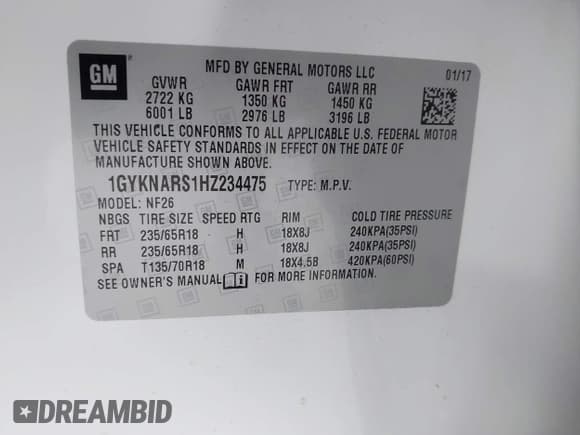 GM
MFD BY GENERAL MOTORS LLC 01/17
GVWR GAWR FRT GAWR RR
2722 KG 1350 KG 1450 KG
6001 LB 2976 LB 3196 LB
THIS VEHICLE CONFORMS TO ALL APPLICABLE U.S. FEDERAL MOTOR
VEHICLE SAFETY STANDARDS IN EFFECT ON THE DATE OF
MANUFACTURE SHOWN ABOVE.
1GYKNARS1HZ234475 TYPE: M.P.V.
MODEL: NF26
NBGS TIRE SIZE SPEED RTG RIM COLD TIRE PRESSURE
FRT 235/65R18 H 18X8J 240KPA(35PSI)
RR 235/65R18 H 18X8J 240KPA(35PSI)
SPA T135/70R18 M 18X4.5B 420KPA(60PSI)
SEE OWNER'S MANUAL FOR MORE INFORMATION.
DREAMBID